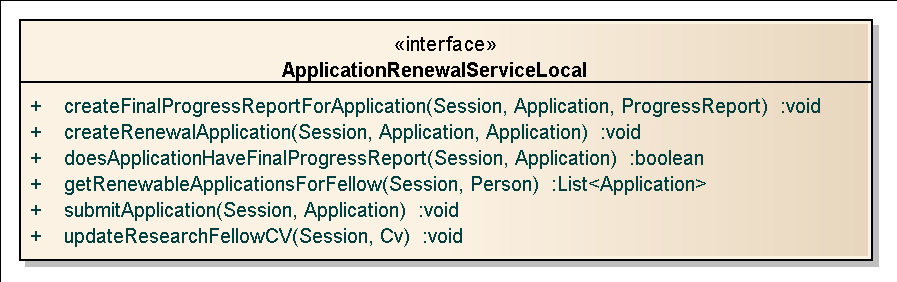 «interface»
ApplicationRenewalServiceLocal
+ createFinalProgressReportForApplication(Session, Application, ProgressReport) :void
+ createRenewalApplication(Session, Application, Application) :void
+ doesApplicationHaveFinalProgressReport(Session, Application) :boolean
+ getRenewableApplicationsForFellow(Session, Person) :List<Application>
+ submitApplication(Session, Application) :void
+ updateResearchFellowCV(Session, Cv) :void